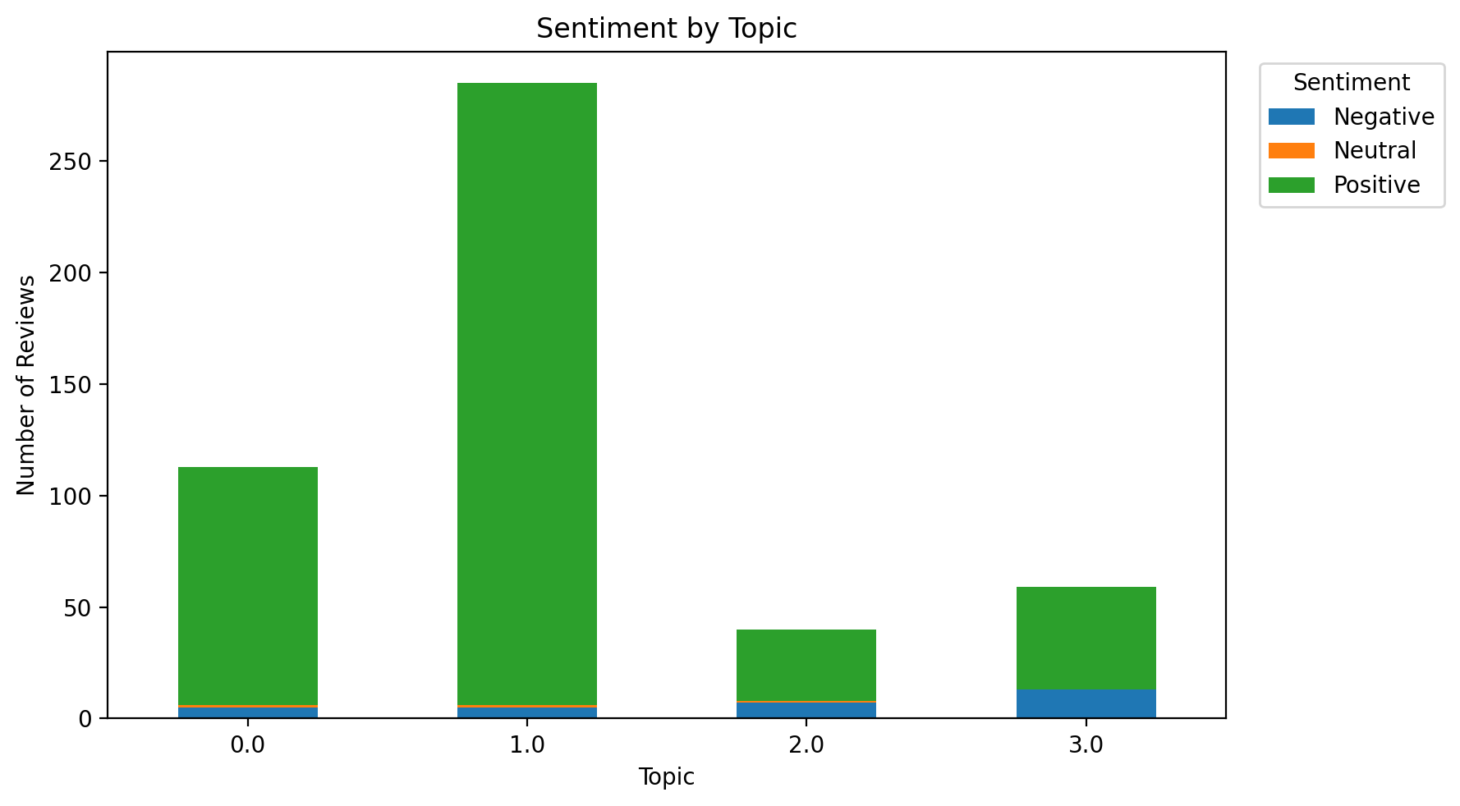 Sentiment by Topic
Sentiment
Negative
Neutral
Positive
Number of Reviews
250
200
150
100
50
0
0.0 1.0 2.0 3.0
Topic